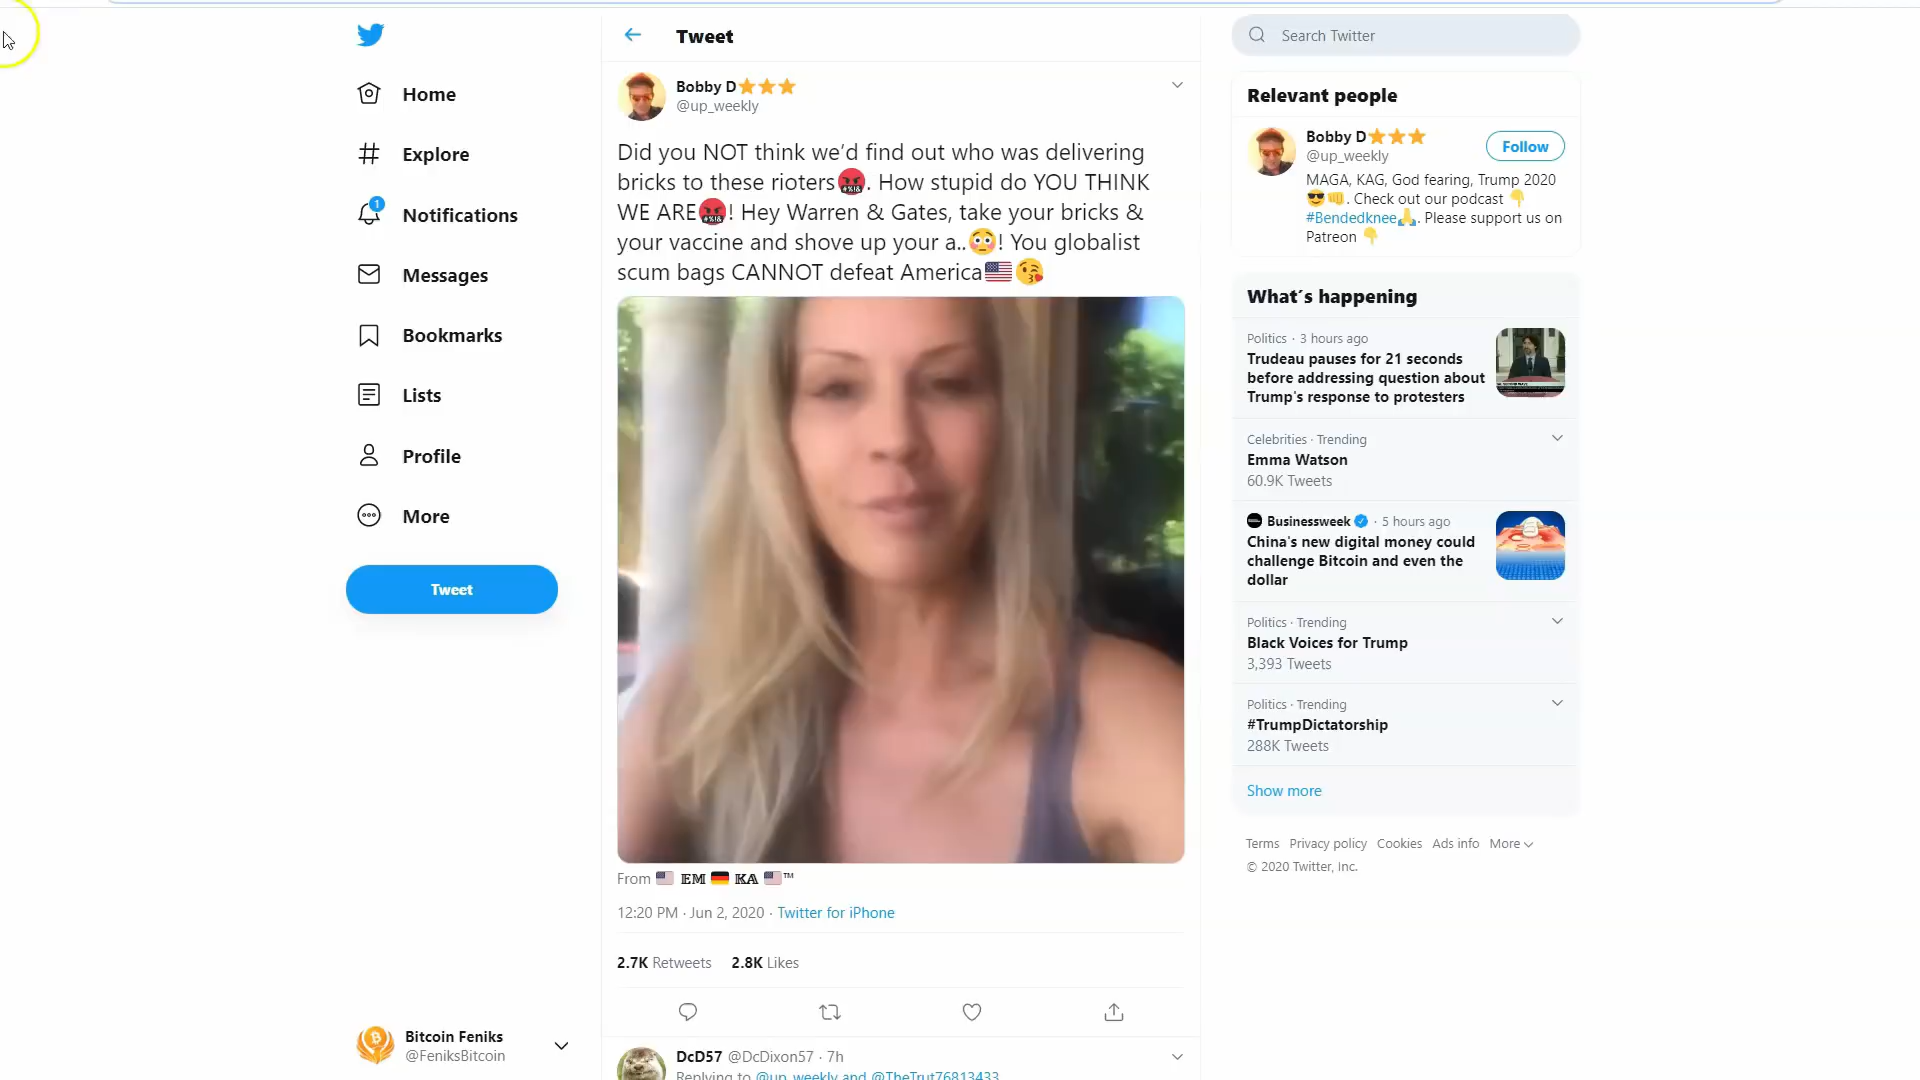 Home
Explore
1
Notifications
Messages
Bookmarks
Lists
Profile
More
Tweet
Bitcoin Feniks
@FeniksBitcoin
Tweet
Bobby D⭐⭐⭐
@up_weekly
Did you NOT think we’d find out who was delivering
bricks to these rioters🤬. How stupid do YOU THINK
WE ARE🤬! Hey Warren & Gates, take your bricks &
your vaccine and shove up your a..😳! You globalist
scum bags CANNOT defeat America🇺🇸😘
From 🇺🇸 𝔼𝕄 🇩🇪 𝕂𝔸 🇺🇸™
12:20 PM · Jun 2, 2020 · Twitter for iPhone
2.7K Retweets 2.8K Likes
DcD57 @DcDixon57 · 7h
Replying to @up_weekly and @TheTrut76813433
Search Twitter
Relevant people
Bobby D⭐⭐⭐
@up_weekly
Follow
MAGA, KAG, God fearing, Trump 2020
😎👊. Check out our podcast 👇
#Bendedknee🙏. Please support us on
Patreon 👇
What's happening
Politics · 3 hours ago
Trudeau pauses for 21 seconds
before addressing question about
Trump's response to protesters
Celebrities · Trending
Emma Watson
60.9K Tweets
Businessweek · 5 hours ago
China's new digital money could
challenge Bitcoin and even the
dollar
Politics · Trending
Black Voices for Trump
3,393 Tweets
Politics · Trending
#TrumpDictatorship
288K Tweets
Show more
Terms Privacy policy Cookies Ads info More
© 2020 Twitter, Inc.